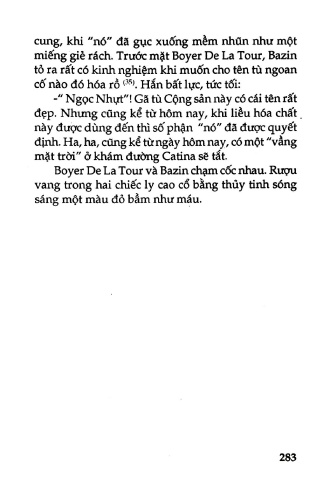 cung, khi “nó” đã gục xuống mềm nhũn như một
miếng giẻ rách. Trước mặt Boyer De La Tour, Bazin
tỏ ra rất có kinh nghiệm khi muốn cho tên tù ngoan
cố nào đó hóa rồ (35). Hắn bất lực, tức tối:
-“ Ngọc Nhựt”! Gã tù Cộng sản này có cái tên rất
đẹp. Nhưng cũng kể từ hôm nay, khi liều hóa chất
này được dùng đến thì số phận “nó” đã được quyết
định. Ha, ha, cũng kể từ ngày hôm nay, có một “vầng
mặt trời” ở khám đường Catina sẽ tắt.
Boyer De La Tour và Bazin chạm cốc nhau. Rượu
vang trong hai chiếc ly cao cổ bằng thủy tinh sóng
sáng một màu đỏ bầm như máu.
283